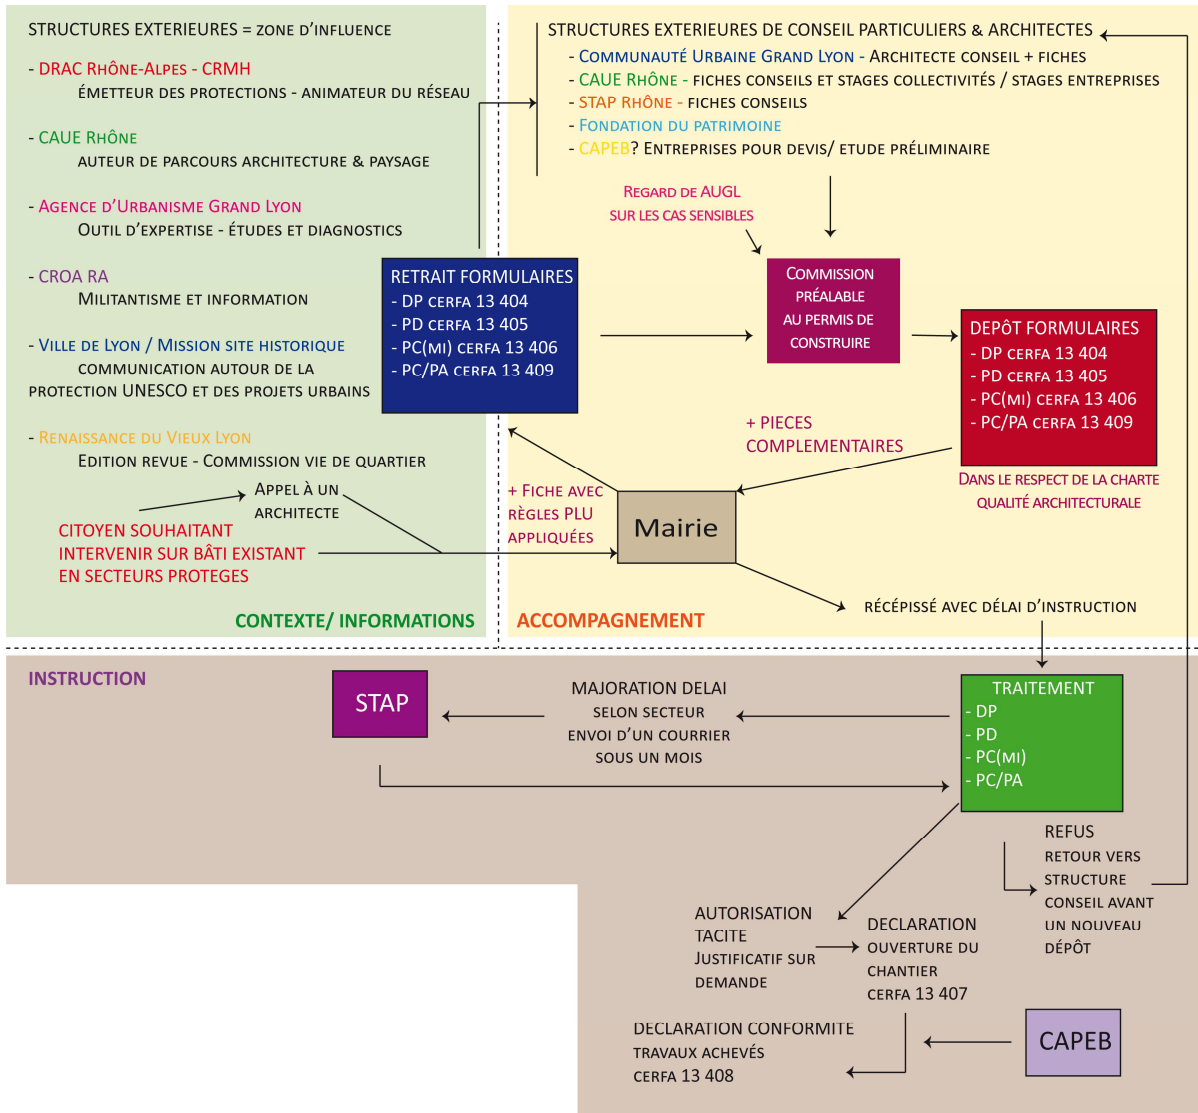 STRUCTURES EXTERIEURES = ZONE D'INFLUENCE
- DRAC RHÔNE-ALPES - CRMH
ÉMETTEUR DES PROTECTIONS - ANIMATEUR DU RÉSEAU
- CAUE RHÔNE
AUTEUR DE PARCOURS ARCHITECTURE & PAYSAGE
- AGENCE D'URBANISME GRAND LYON
OUTIL D'EXPERTISE - ÉTUDES ET DIAGNOSTICS
- CROA RA
MILITANTISME ET INFORMATION
- VILLE DE LYON / MISSION SITE HISTORIQUE
COMMUNICATION AUTOUR DE LA
PROTECTION UNESCO ET DES PROJETS URBAINS
- RENAISSANCE DU VIEUX LYON
EDITION REVUE - COMMISSION VIE DE QUARTIER
APPEL À UN
ARCHITECTE
CITOYEN SOUHAITANT
INTERVENIR SUR BÂTI EXISTANT
EN SECTEURS PROTEGES
CONTEXTE/ INFORMATIONS
STRUCTURES EXTERIEURES DE CONSEIL PARTICULIERS & ARCHITECTES
- COMMUNAUTÉ URBAINE GRAND LYON - ARCHITECTE CONSEIL + FICHES
- CAUE RHÔNE - FICHES CONSEILS ET STAGES COLLECTIVITÉS / STAGES ENTREPRISES
- STAP RHÔNE - FICHES CONSEILS
- FONDATION DU PATRIMOINE
- CAPEB? ENTREPRISES POUR DEVIS/ ETUDE PRÉLIMINAIRE
REGARD DE AUGL
SUR LES CAS SENSIBLES
RETRAIT FORMULAIRES
- DP CERFA 13 404
- PD CERFA 13 405
- PC(MI) CERFA 13 406
- PC/PA CERFA 13 409
COMMISSION
PRÉALABLE
AU PERMIS DE
CONSTRUIRE
DEPÔT FORMULAIRES
- DP CERFA 13 404
- PD CERFA 13 405
- PC(MI) CERFA 13 406
- PC/PA CERFA 13 409
DANS LE RESPECT DE LA CHARTE
QUALITÉ ARCHITECTURALE
+ PIECES
COMPLEMENTAIRES
+ FICHE AVEC
RÈGLES PLU
APPLIQUÉES
Mairie
RÉCÉPISSÉ AVEC DÉLAI D'INSTRUCTION
ACCOMPAGNEMENT
INSTRUCTION
STAP
MAJORATION DELAI
SELON SECTEUR
ENVOI D'UN COURRIER
SOUS UN MOIS
TRAITEMENT
- DP
- PD
- PC(MI)
- PC/PA
REFUS
RETOUR VERS
STRUCTURE
CONSEIL AVANT
UN NOUVEAU
DÉPÔT
AUTORISATION
TACITE
JUSTIFICATIF SUR
DEMANDE
DECLARATION
OUVERTURE DU
CHANTIER
CERFA 13 407
DECLARATION CONFORMITE
TRAVAUX ACHEVÉS
CERFA 13 408
CAPEB